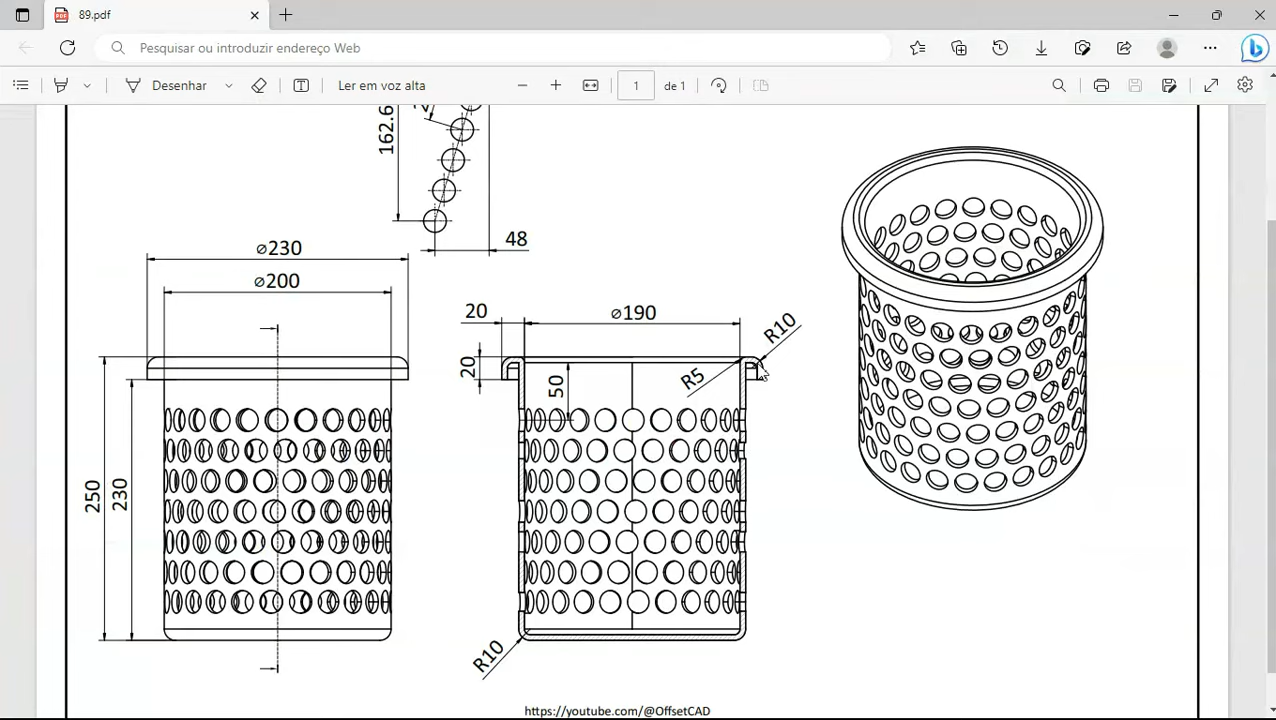 89.pdf
Pesquisar ou introduzir endereço Web
Desenhar
Ler em voz alta
1
de 1
162.6
48
⌀230
⌀200
20
⌀190
R10
20
50
R5
250
230
R10
https://youtube.com/@OffsetCAD